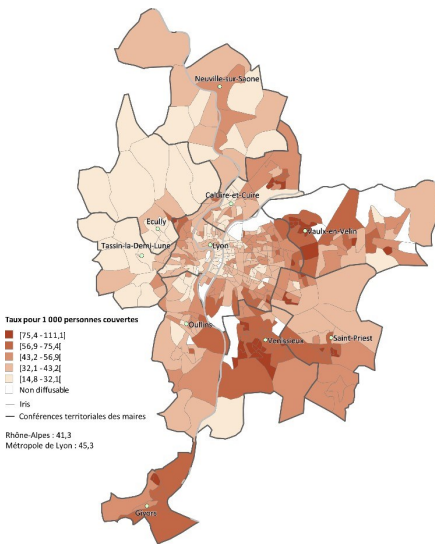 Neuville-sur-Saone
Caluire-et-Cuire
Ecully
Vaulx-en-Velin
Tassin-la-Demi-Lune
Lyon
Taux pour 1 000 personnes couvertes
[75,4 - 111,1[
[56,9 - 75,4[
[43,2 - 56,9[
[32,1 - 43,2[
[14,8 - 32,1[
Non diffusable
Iris
Conférences territoriales des maires
Rhône-Alpes : 41,3
Métropole de Lyon : 45,3
Oullins
Vénissieux
Saint-Priest
Givors